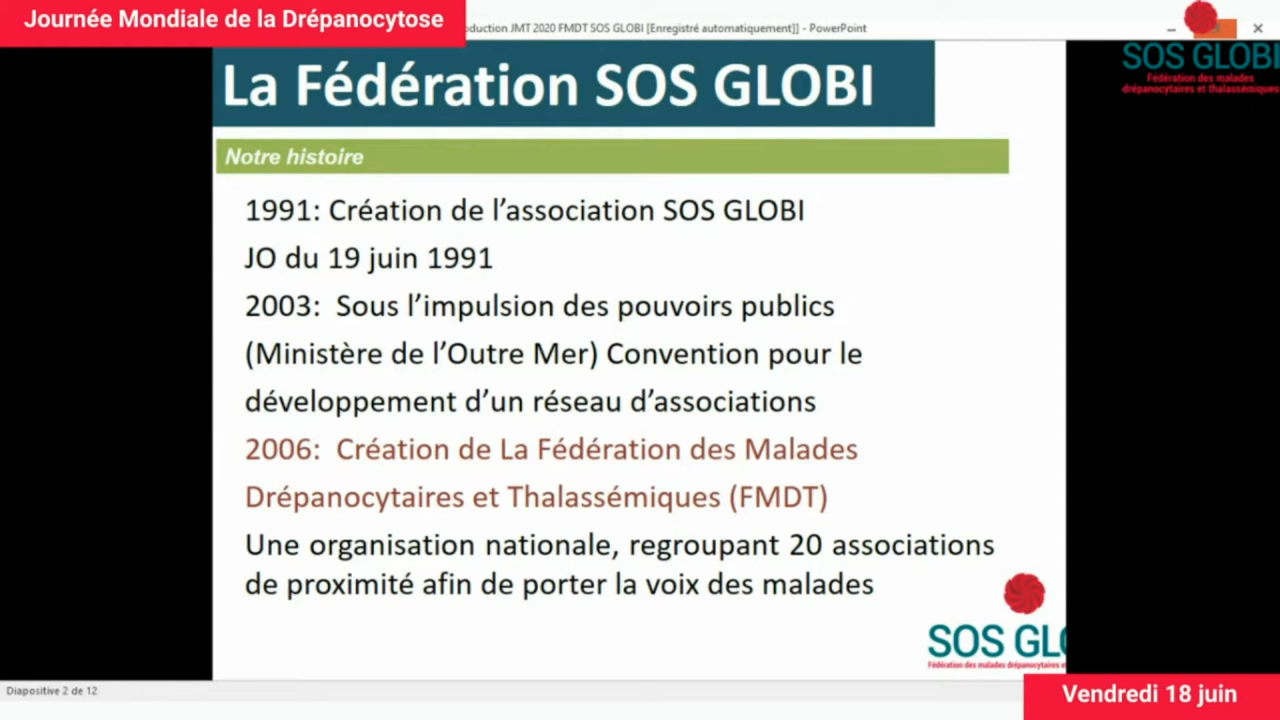 Journée Mondiale de la Drépanocytose
oduction JMT 2020 FMDT SOS GLOBI [Enregistré automatiquement]] - PowerPoint
SOS GLOBI
Fédération des malades
drépanocytaires et thalassémiques
La Fédération SOS GLOBI
Notre histoire
1991: Création de l’association SOS GLOBI
JO du 19 juin 1991
2003: Sous l’impulsion des pouvoirs publics
(Ministère de l’Outre Mer) Convention pour le
développement d’un réseau d’associations
2006: Création de La Fédération des Malades
Drépanocytaires et Thalassémiques (FMDT)
Une organisation nationale, regroupant 20 associations
de proximité afin de porter la voix des malades
SOS GLO
Fédération des malades drépanocytaires et
Diapositive 2 de 12
Vendredi 18 juin